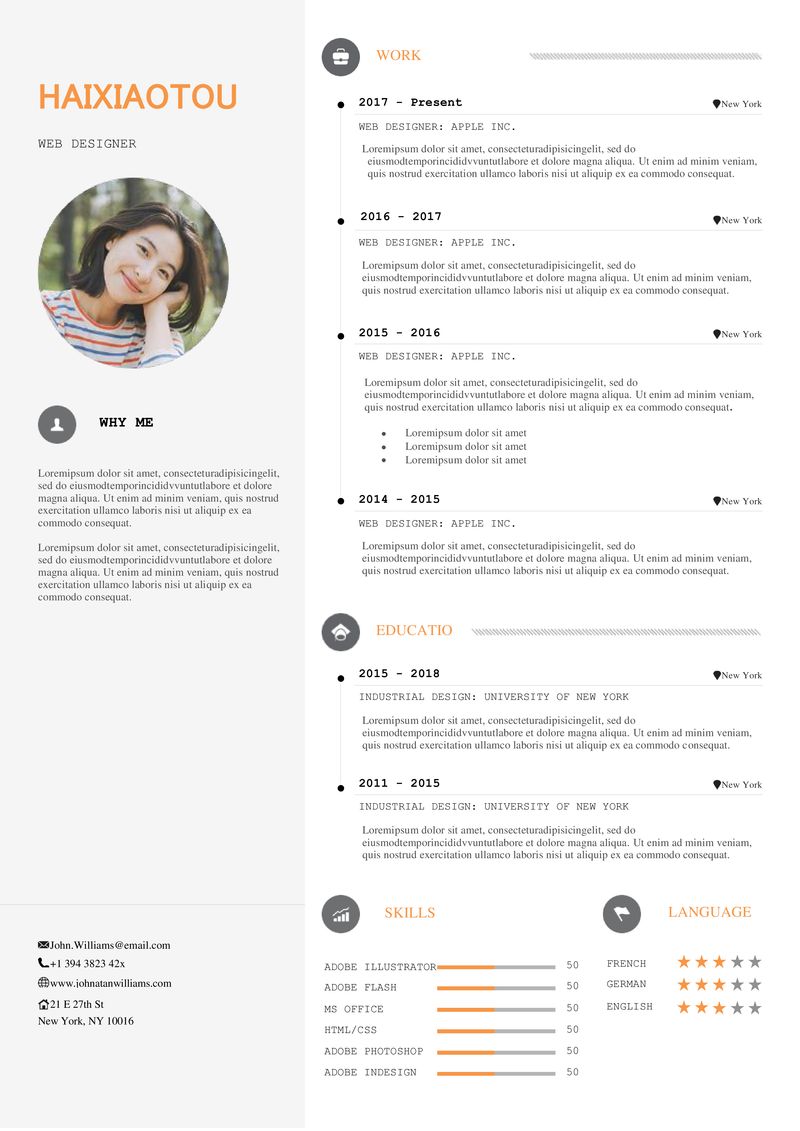 HAIXIAOTOU
WEB DESIGNER
WHY ME
Loremipsum dolor sit amet, consecteturadipisicingelit,
sed do eiusmodtemporincididvvuntutlabore et dolore
magna aliqua. Ut enim ad minim veniam, quis nostrud
exercitation ullamco laboris nisi ut aliquip ex ea
commodo consequat.
Loremipsum dolor sit amet, consecteturadipisicingelit,
sed do eiusmodtemporincididvvuntutlabore et dolore
magna aliqua. Ut enim ad minim veniam, quis nostrud
exercitation ullamco laboris nisi ut aliquip ex ea
commodo consequat.
John.Williams@email.com
+1 394 3823 42x
www.johnatanwilliams.com
21 E 27th St
New York, NY 10016
WORK
2017 - Present New York
WEB DESIGNER: APPLE INC.
Loremipsum dolor sit amet, consecteturadipisicingelit, sed do
eiusmodtemporincididvvuntutlabore et dolore magna aliqua. Ut enim ad minim veniam,
quis nostrud exercitation ullamco laboris nisi ut aliquip ex ea commodo consequat.
2016 - 2017 New York
WEB DESIGNER: APPLE INC.
Loremipsum dolor sit amet, consecteturadipisicingelit, sed do
eiusmodtemporincididvvuntutlabore et dolore magna aliqua. Ut enim ad minim veniam,
quis nostrud exercitation ullamco laboris nisi ut aliquip ex ea commodo consequat.
2015 - 2016 New York
WEB DESIGNER: APPLE INC.
Loremipsum dolor sit amet, consecteturadipisicingelit, sed do
eiusmodtemporincididvvuntutlabore et dolore magna aliqua. Ut enim ad minim veniam,
quis nostrud exercitation ullamco laboris nisi ut aliquip ex ea commodo consequat.
• Loremipsum dolor sit amet
• Loremipsum dolor sit amet
• Loremipsum dolor sit amet
2014 - 2015 New York
WEB DESIGNER: APPLE INC.
Loremipsum dolor sit amet, consecteturadipisicingelit, sed do
eiusmodtemporincididvvuntutlabore et dolore magna aliqua. Ut enim ad minim veniam,
quis nostrud exercitation ullamco laboris nisi ut aliquip ex ea commodo consequat.
EDUCATIO
2015 - 2018 New York
INDUSTRIAL DESIGN: UNIVERSITY OF NEW YORK
Loremipsum dolor sit amet, consecteturadipisicingelit, sed do
eiusmodtemporincididvvuntutlabore et dolore magna aliqua. Ut enim ad minim veniam,
quis nostrud exercitation ullamco laboris nisi ut aliquip ex ea commodo consequat.
2011 - 2015 New York
INDUSTRIAL DESIGN: UNIVERSITY OF NEW YORK
Loremipsum dolor sit amet, consecteturadipisicingelit, sed do
eiusmodtemporincididvvuntutlabore et dolore magna aliqua. Ut enim ad minim veniam,
quis nostrud exercitation ullamco laboris nisi ut aliquip ex ea commodo consequat.
SKILLS
ADOBE ILLUSTRATOR 50
ADOBE FLASH 50
MS OFFICE 50
HTML/CSS 50
ADOBE PHOTOSHOP 50
ADOBE INDESIGN 50
LANGUAGE
FRENCH
GERMAN
ENGLISH